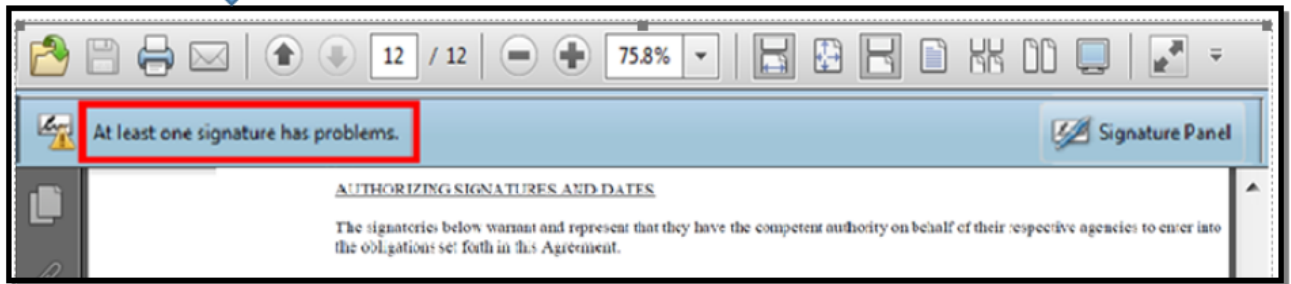 12 / 12 75.8%
At least one signature has problems. Signature Panel
AUTHORIZING SIGNATURES AND DATES
The signatories below warrant and represent that they have the competent authority on behalf of their respective agencies to enter into
the obligations set forth in this Agreement.